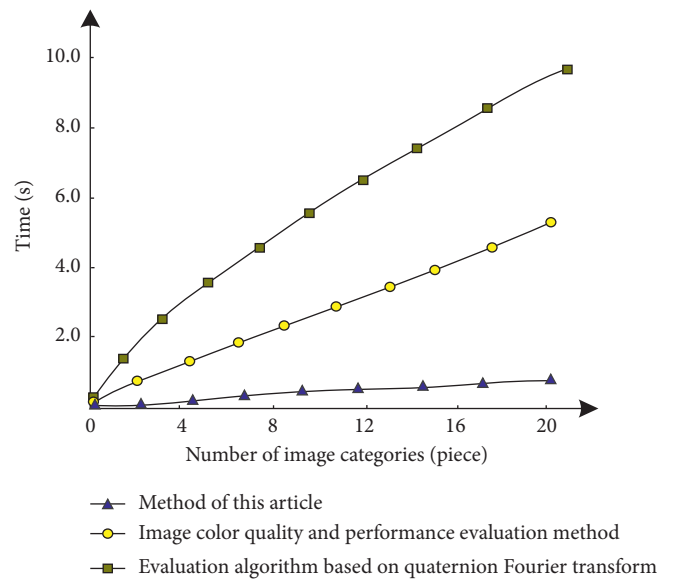 10.0
8.0
6.0
4.0
2.0
Time (s)
0 4 8 12 16 20
Number of image categories (piece)
Method of this article
Image color quality and performance evaluation method
Evaluation algorithm based on quaternion Fourier transform